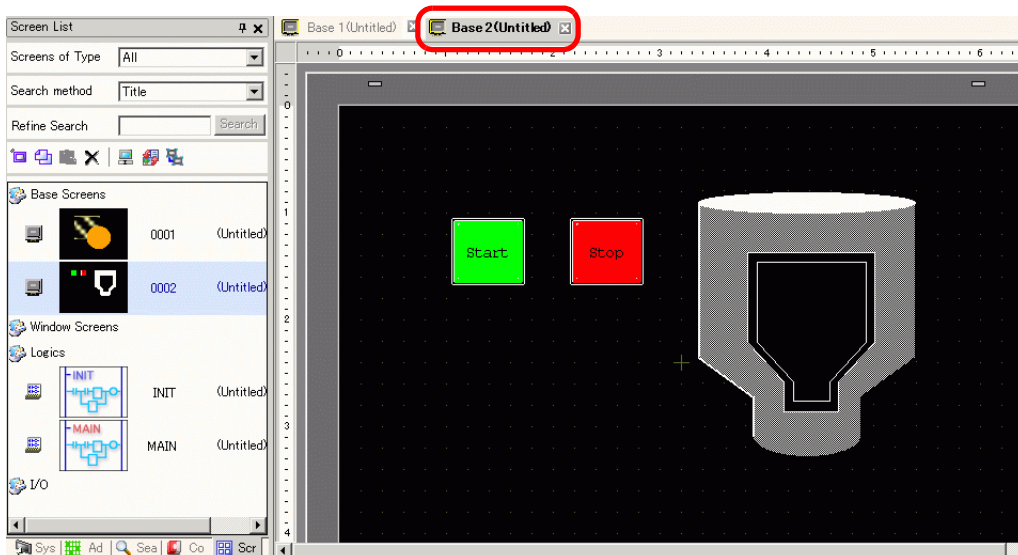 Screen List
Base 1(Untitled)
Base 2(Untitled)
Screens of Type All
Search method Title
Refine Search Search
0 2 3 4 5 6
0
1
2
3
4
Base Screens
0001 (Untitled)
0002 (Untitled)
Window Screens
Logics
INIT
INIT (Untitled)
MAIN
MAIN (Untitled)
I/O
Start
Stop
Sys Ad Sea Co Scr